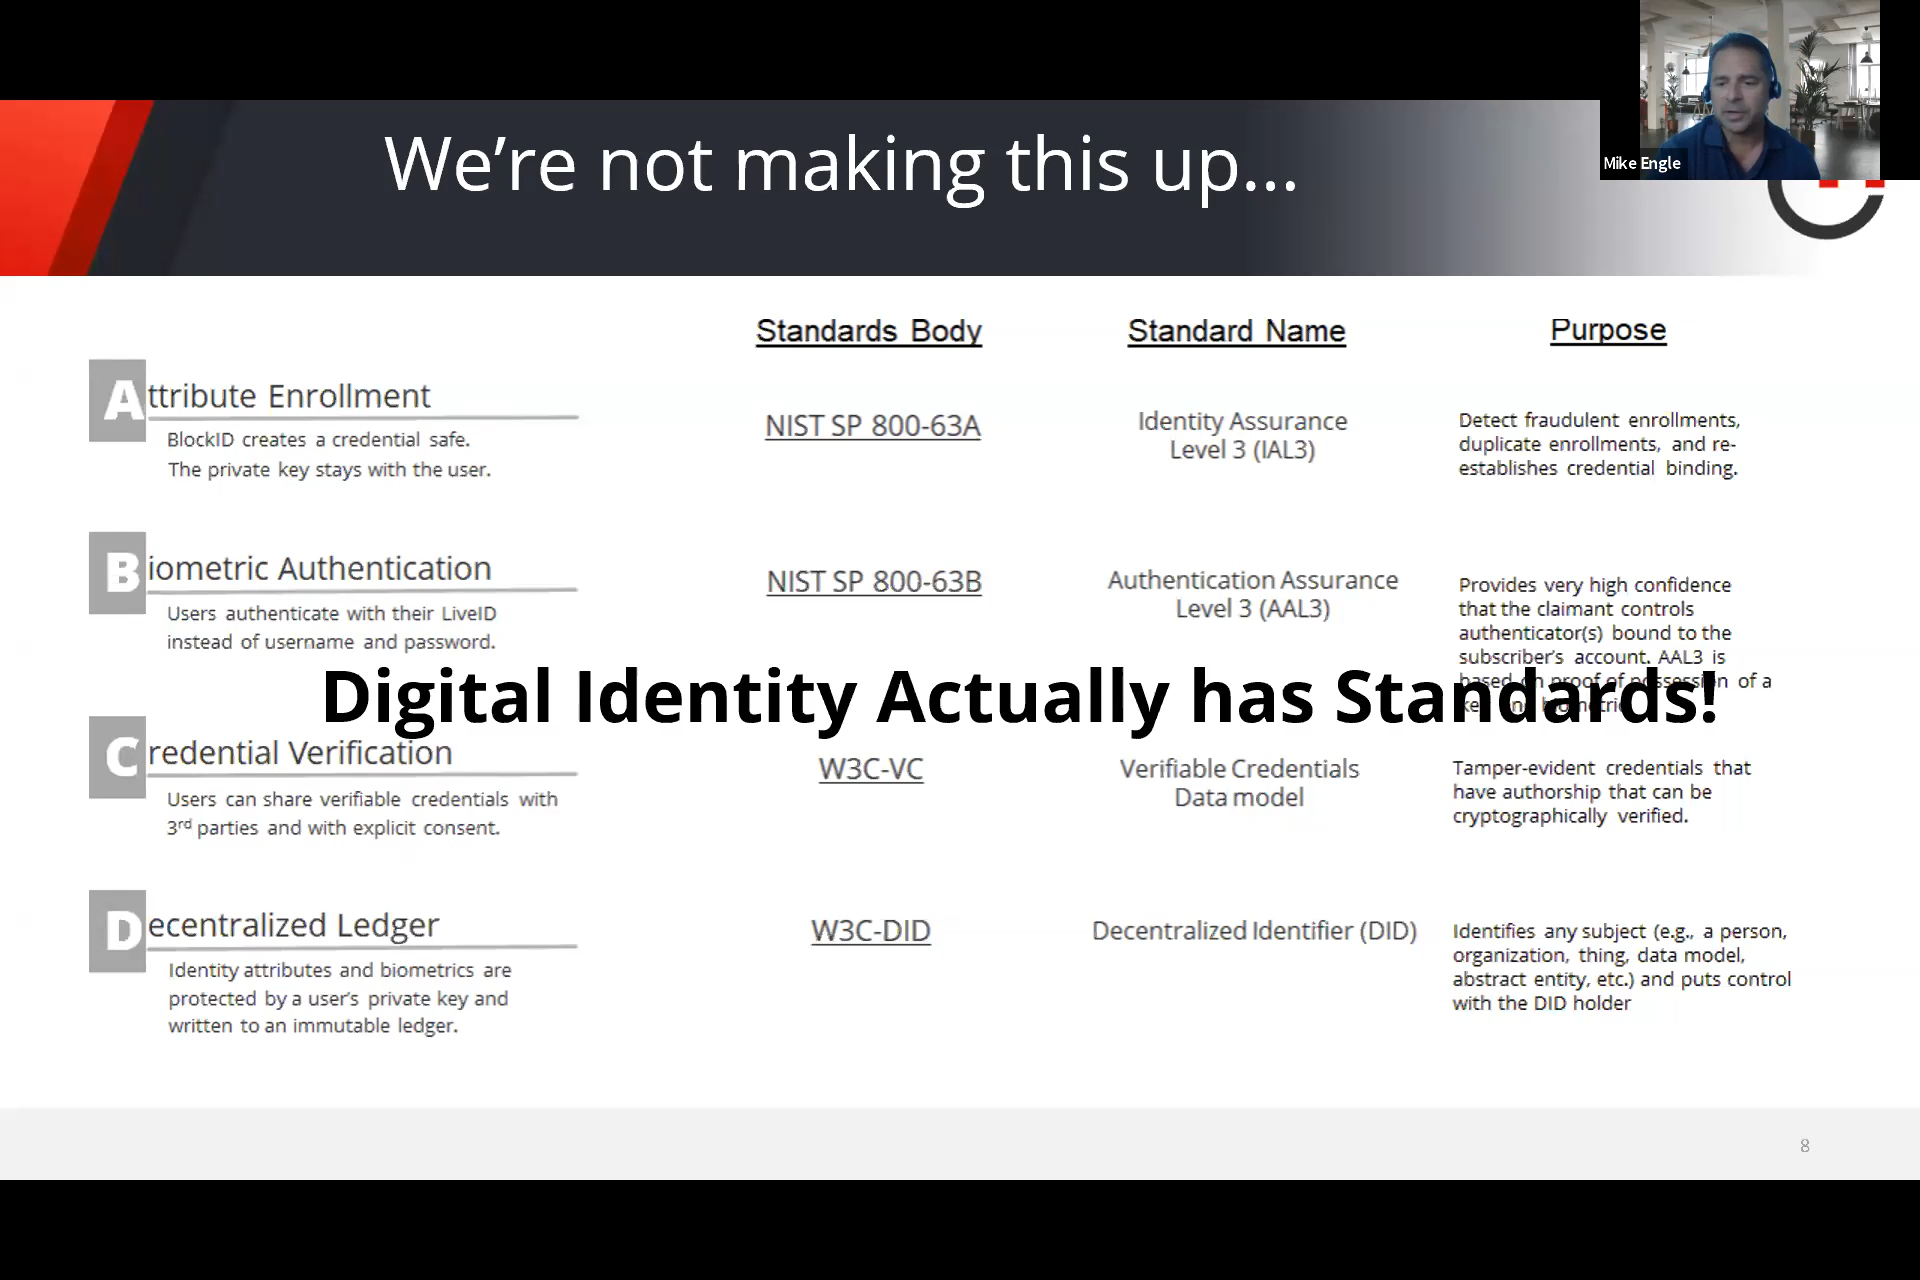 Mike Engle
We’re not making this up...
Standards Body
Standard Name
Purpose
Attribute Enrollment
BlockID creates a credential safe.
The private key stays with the user.
NIST SP 800-63A
Identity Assurance
Level 3 (IAL3)
Detect fraudulent enrollments,
duplicate enrollments, and re-
establishes credential binding.
Biometric Authentication
Users authenticate with their LiveID
instead of username and password.
NIST SP 800-63B
Authentication Assurance
Level 3 (AAL3)
Provides very high confidence
that the claimant controls
authenticator(s) bound to the
subscriber’s account. AAL3 is
based on proof of possession of a
Digital Identity Actually has Standards!
Credential Verification
Users can share verifiable credentials with
3rd parties and with explicit consent.
W3C-VC
Verifiable Credentials
Data model
Tamper-evident credentials that
have authorship that can be
cryptographically verified.
Decentralized Ledger
Identity attributes and biometrics are
protected by a user’s private key and
written to an immutable ledger.
W3C-DID
Decentralized Identifier (DID)
Identifies any subject (e.g., a person,
organization, thing, data model,
abstract entity, etc.) and puts control
with the DID holder
8